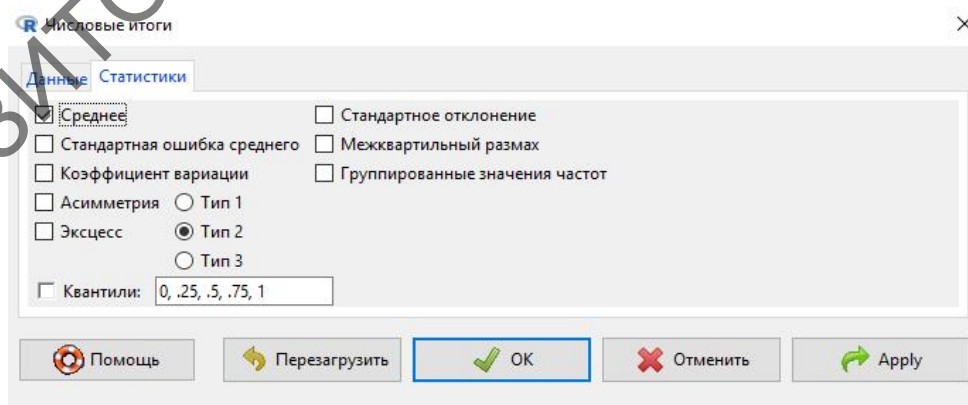 Числовые итоги
Данные Статистики
Среднее Стандартное отклонение
Стандартная ошибка среднего Межквартильный размах
Коэффициент вариации Группированные значения частот
Асимметрия Тип 1
Эксцесс Тип 2
Тип 3
Квантили: 0, .25, .5, .75, 1
Помощь Перезагрузить OK Отменить Apply